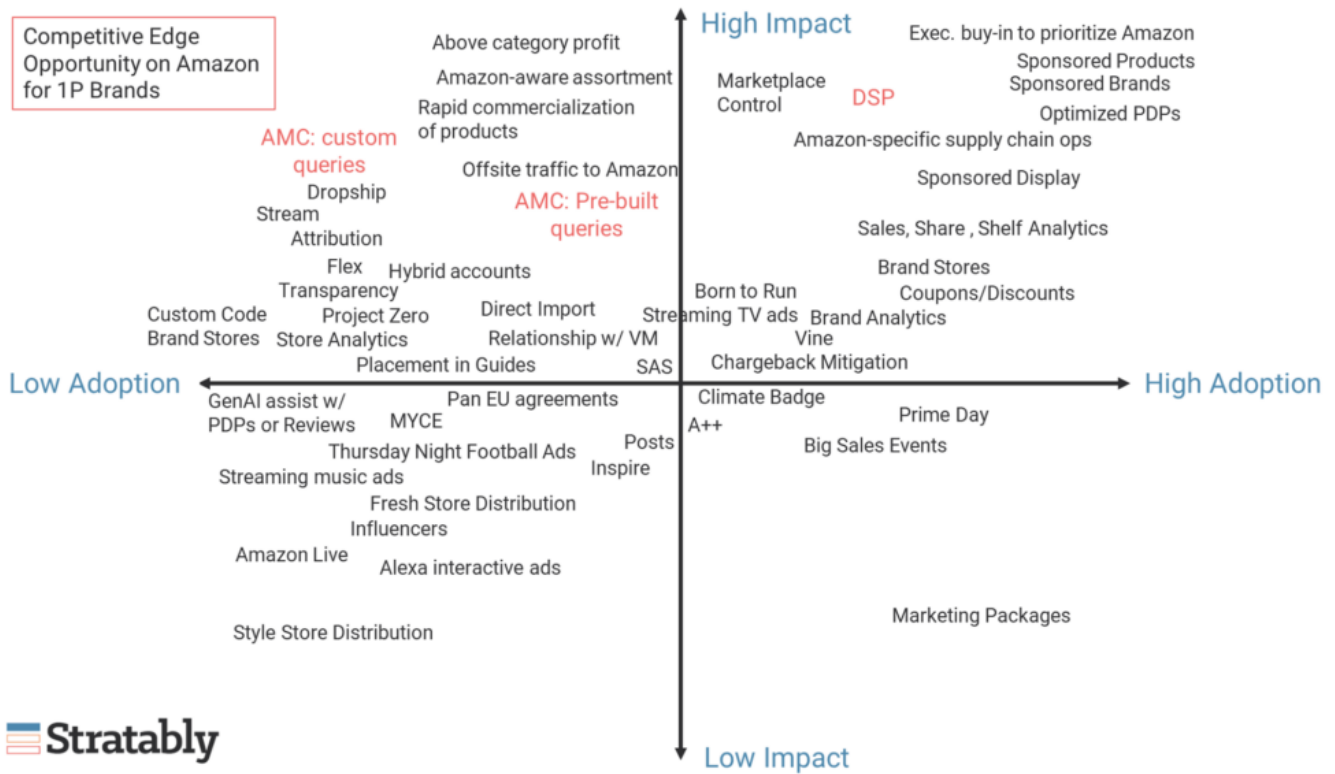 Competitive Edge
Opportunity on Amazon
for 1P Brands
High Impact
Above category profit
Exec. buy-in to prioritize Amazon
Amazon-aware assortment
Sponsored Products
Marketplace
Control
Sponsored Brands
DSP
Rapid commercialization
of products
Optimized PDPs
AMC: custom
queries
Amazon-specific supply chain ops
Offsite traffic to Amazon
Sponsored Display
Dropship
AMC: Pre-built
queries
Stream
Sales, Share , Shelf Analytics
Attribution
Flex
Hybrid accounts
Brand Stores
Transparency
Born to Run
Coupons/Discounts
Custom Code
Brand Stores
Project Zero
Direct Import
Streaming TV ads
Brand Analytics
Store Analytics
Relationship w/ VM
Vine
Placement in Guides
SAS
Chargeback Mitigation
Low Adoption
High Adoption
GenAI assist w/
PDPs or Reviews
Pan EU agreements
Climate Badge
MYCE
A++
Prime Day
Thursday Night Football Ads
Posts
Big Sales Events
Streaming music ads
Inspire
Fresh Store Distribution
Influencers
Amazon Live
Alexa interactive ads
Marketing Packages
Style Store Distribution
Stratably
Low Impact